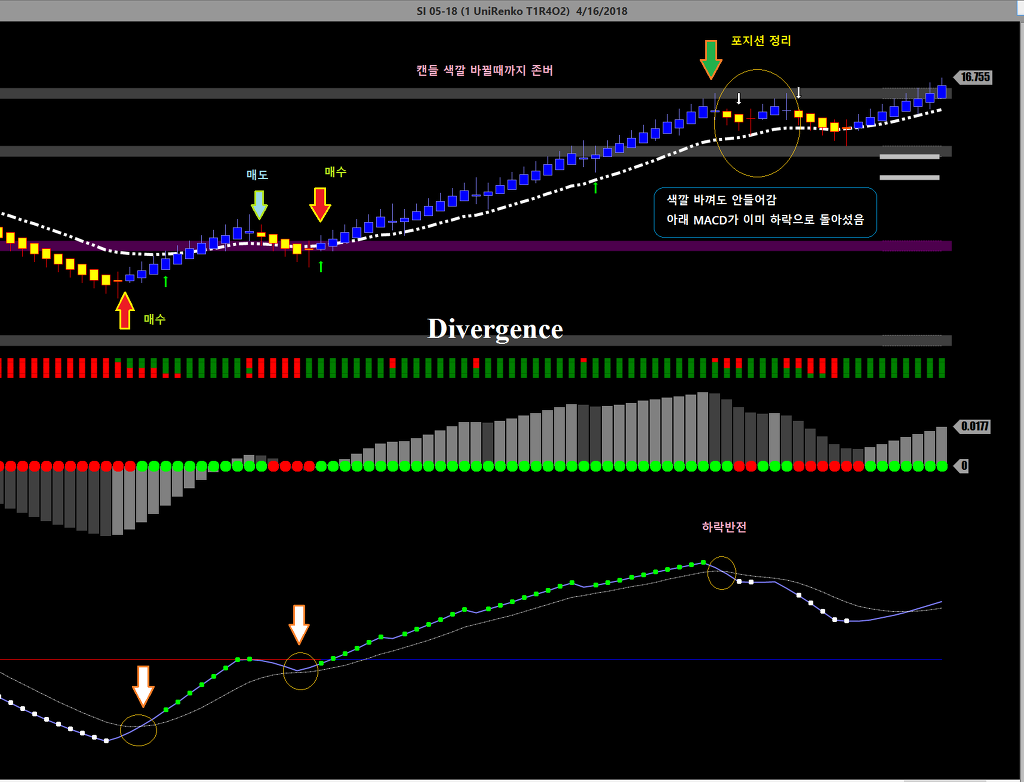 SI 05-18 (1 UniRenko T1R4O2)  4/16/2018
포지션 정리
캔들 색깔 바뀔때까지 존버
16.755
매도
매수
색깔 바껴도 안들어감
아래 MACD가 이미 하락으로 돌아섰음
매수
Divergence
0.0177
0
하락반전